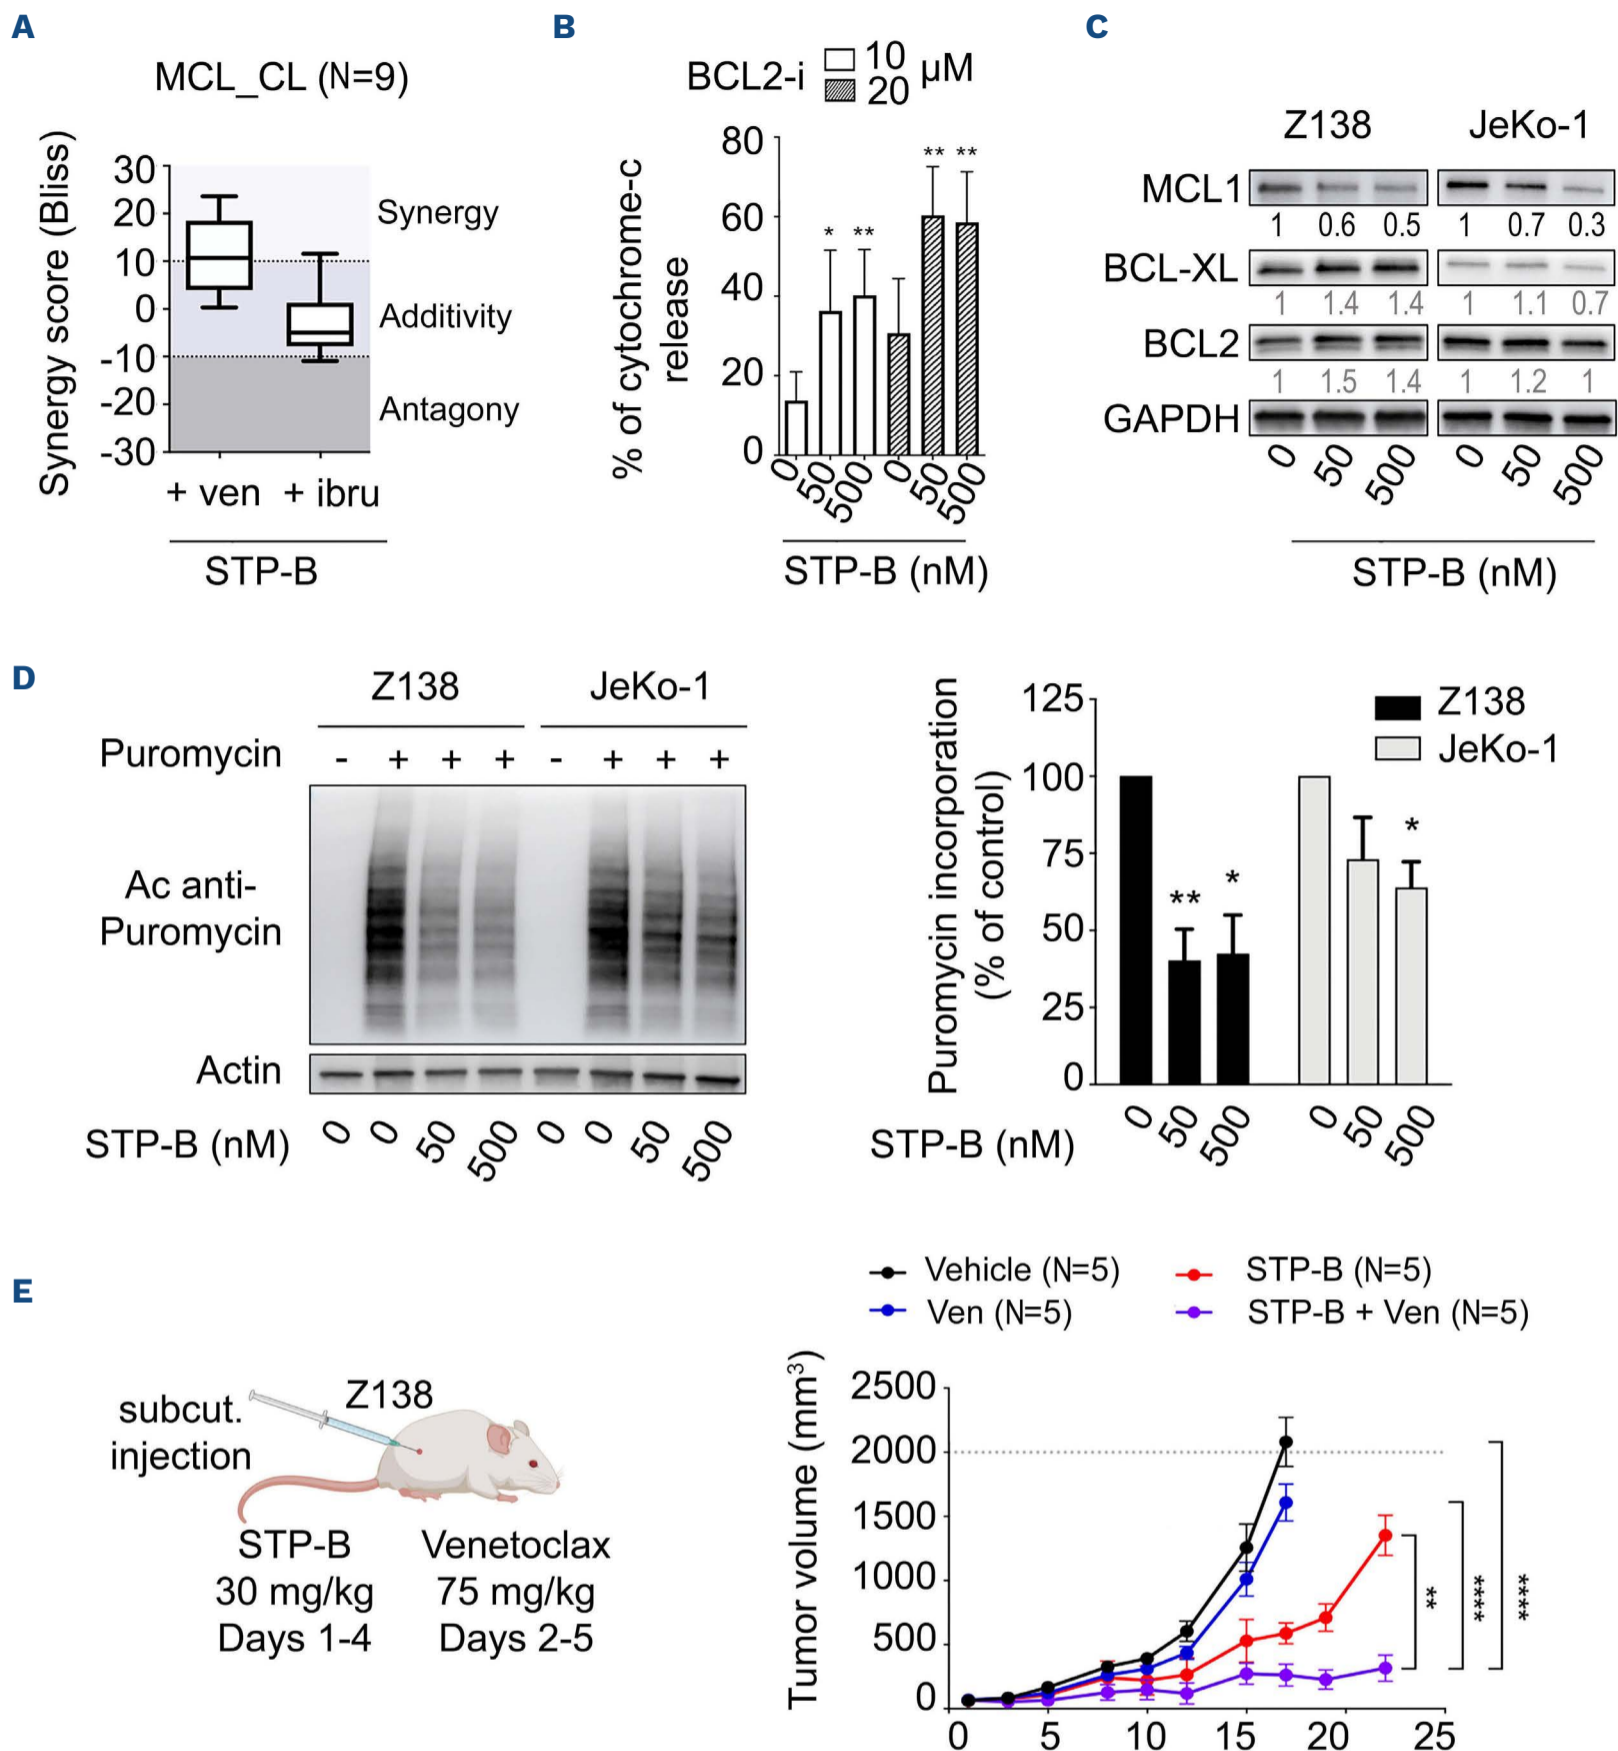 A
MCL_CL (N=9)
Synergy score (Bliss)
30
20
10
0
-10
-20
-30
Synergy
Additivity
Antagony
+ ven + ibru
STP-B
B
BCL2-i 10 20 µM
% of cytochrome-c
release
80
60
40
20
0
* ** ** **
0 50 500 0 50 500
STP-B (nM)
C
Z138 JeKo-1
MCL1
1 0.6 0.5 1 0.7 0.3
BCL-XL
1 1.4 1.4 1 1.1 0.7
BCL2
1 1.5 1.4 1 1.2 1
GAPDH
0 50 500 0 50 500
STP-B (nM)
D
Z138 JeKo-1
Puromycin - + + + - + + +
Ac anti-
Puromycin
Actin
STP-B (nM) 0 0 50 500 0 0 50 500
Puromycin incorporation
(% of control)
125
100
75
50
25
0
Z138
JeKo-1
** * *
STP-B (nM) 0 50 500 0 50 500
E
subcut.
injection
Z138
STP-B Venetoclax
30 mg/kg 75 mg/kg
Days 1-4 Days 2-5
Vehicle (N=5) STP-B (N=5)
Ven (N=5) STP-B + Ven (N=5)
Tumor volume (mm³)
2500
2000
1500
1000
500
0
0 5 10 15 20 25
** **** ****